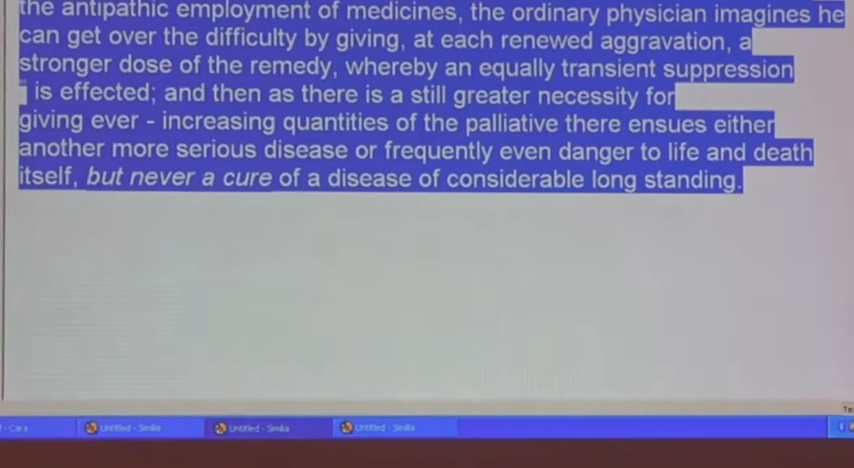 the antipathic employment of medicines, the ordinary physician imagines he
can get over the difficulty by giving, at each renewed aggravation, a
stronger dose of the remedy, whereby an equally transient suppression
is effected; and then as there is a still greater necessity for
giving ever - increasing quantities of the palliative there ensues either
another more serious disease or frequently even danger to life and death
itself, but never a cure of a disease of considerable long standing.
- Cara
Untitled - Similia
Untitled - Similia
Untitled - Similia